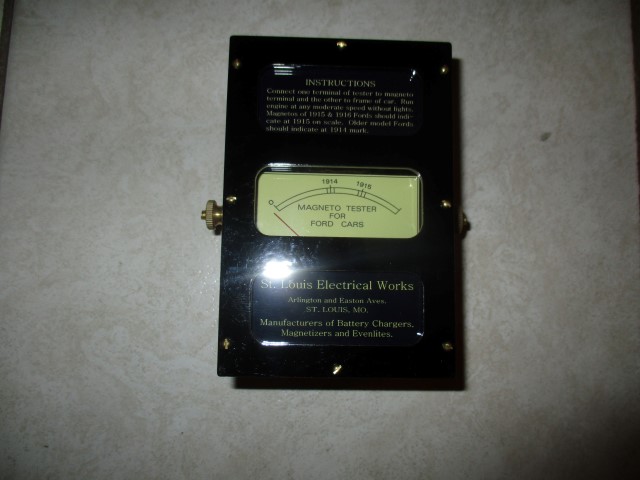 INSTRUCTIONS
Connect one terminal of tester to magneto
terminal and the other to frame of car. Run
engine at any moderate speed without lights.
Magnetos of 1915 & 1916 Fords should indi-
cate at 1915 on scale. Older model Fords
should indicate at 1914 mark.
0 1914 1915
MAGNETO TESTER
FOR
FORD CARS
St. Louis Electrical Works
Arlington and Easton Aves.
ST. LOUIS, MO.
Manufacturers of Battery Chargers,
Magnetizers and Evenlites.